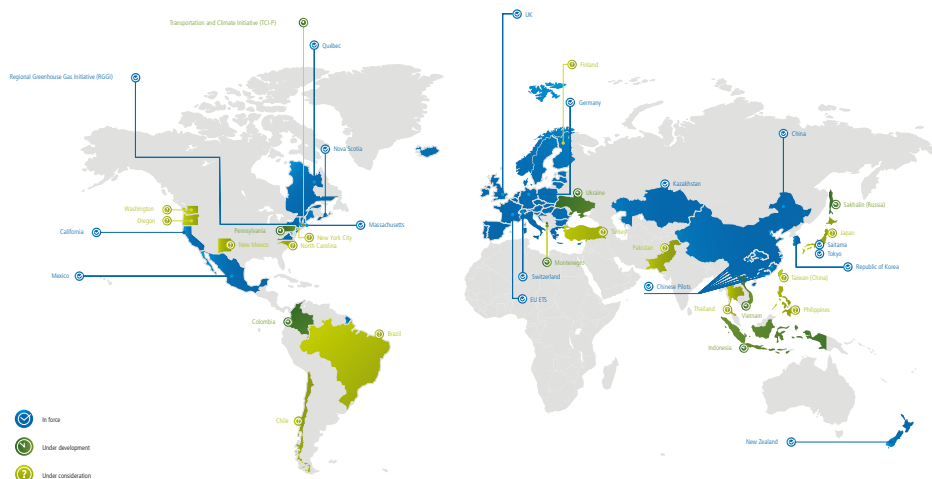 Transportation and Climate Initiative (TCI-P)
UK
Québec
Finland
Regional Greenhouse Gas Initiative (RGGI)
Germany
China
Nova Scotia
Kazakhstan
Ukraine
Sakhalin (Russia)
Washington
Oregon
California
Massachusetts
Pennsylvania
New York City
North Carolina
New Mexico
Turkey
Japan
Saitama
Tokyo
Pakistan
Montenegro
Republic of Korea
Mexico
Switzerland
Taiwan (China)
Chinese Pilots
EU ETS
Colombia
Thailand
Vietnam
Philippines
Brazil
Indonesia
Chile
In force
New Zealand
Under development
Under consideration